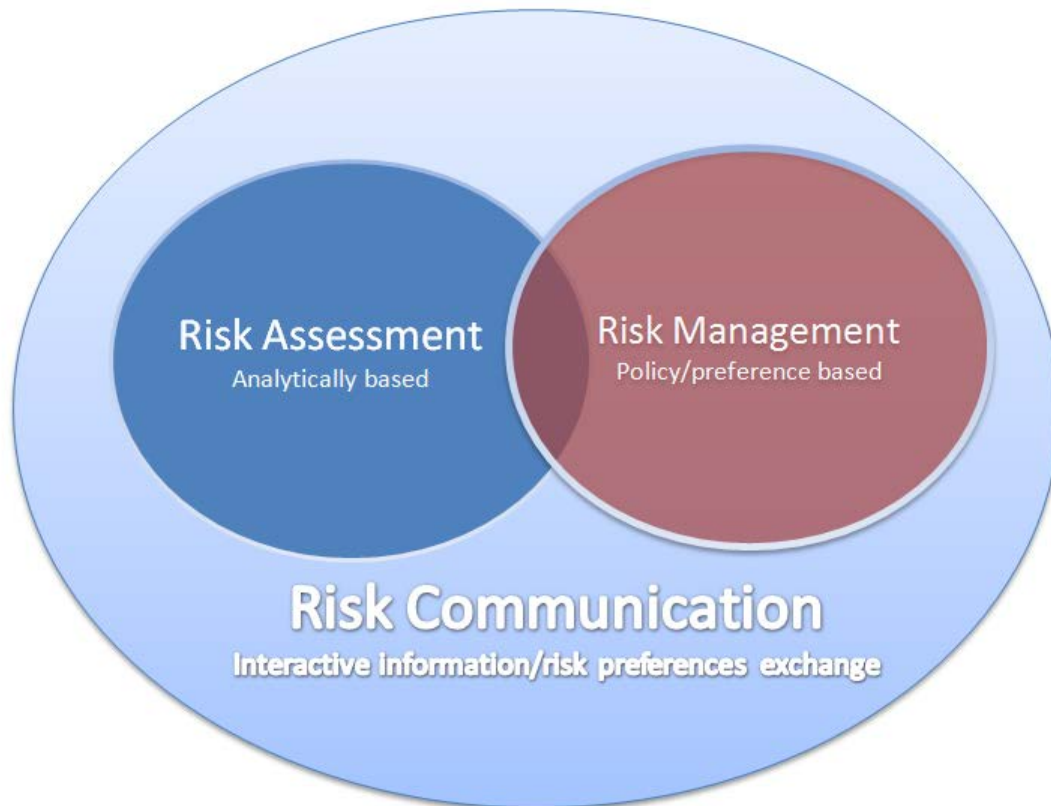 Risk Assessment
Analytically based
Risk Management
Policy/preference based
Risk Communication
Interactive information/risk preferences exchange